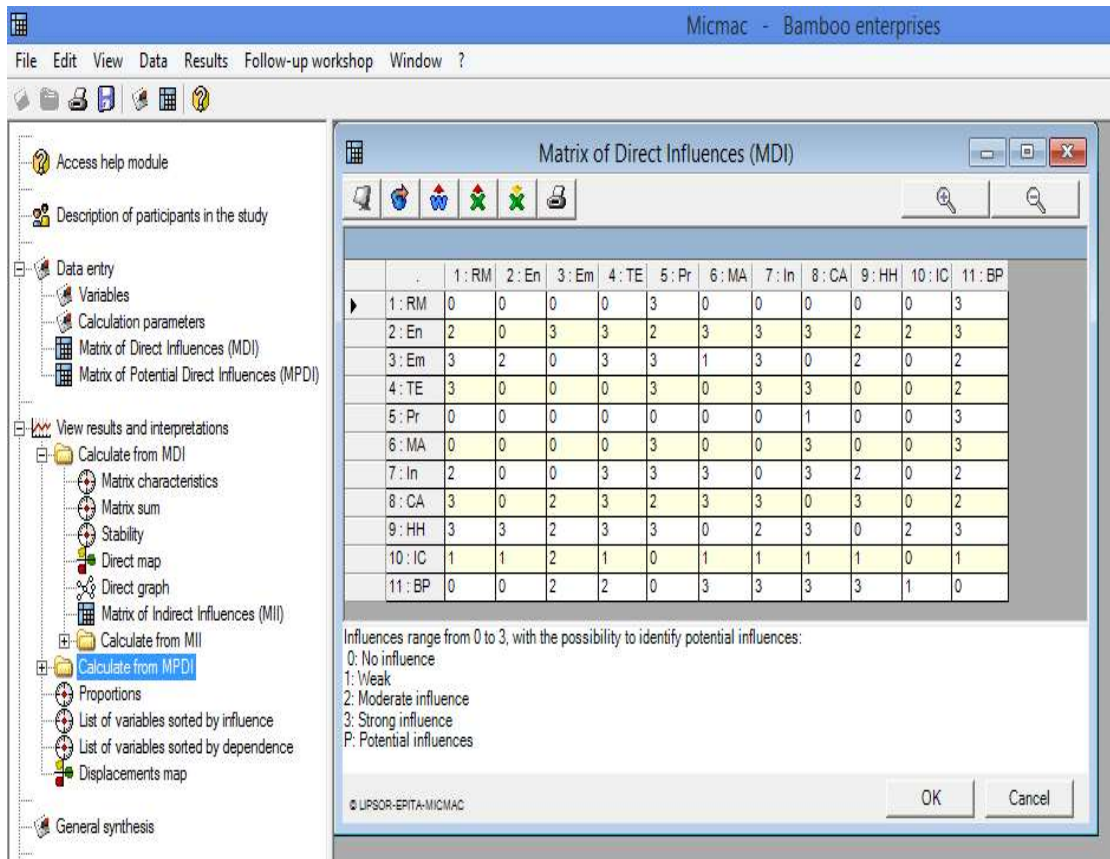 Micmac - Bamboo enterprises
File Edit View Data Results Follow-up workshop Window ?
Access help module
Description of participants in the study
Data entry
Variables
Calculation parameters
Matrix of Direct Influences (MDI)
Matrix of Potential Direct Influences (MPDI)
View results and interpretations
Calculate from MDI
Matrix characteristics
Matrix sum
Stability
Direct map
Direct graph
Matrix of Indirect Influences (MII)
Calculate from MII
Calculate from MPDI
Proportions
List of variables sorted by influence
List of variables sorted by dependence
Displacements map
General synthesis
Matrix of Direct Influences (MDI)
. 1 : RM 2 : En 3 : Em 4 : TE 5 : Pr 6 : MA 7 : In 8 : CA 9 : HH 10 : IC 11 : BP
1 : RM 0 0 0 0 3 0 0 0 0 0 3
2 : En 2 0 3 3 2 3 3 3 2 2 3
3 : Em 3 2 0 3 3 1 3 0 2 0 2
4 : TE 3 0 0 0 3 0 3 3 0 0 2
5 : Pr 0 0 0 0 0 0 0 1 0 0 3
6 : MA 0 0 0 0 3 0 0 3 0 0 3
7 : In 2 0 0 3 3 3 0 3 2 0 2
8 : CA 3 0 2 3 2 3 3 0 3 0 2
9 : HH 3 3 2 3 3 0 2 3 0 2 3
10 : IC 1 1 2 1 0 1 1 1 1 0 1
11 : BP 0 0 2 2 0 3 3 3 3 1 0
Influences range from 0 to 3, with the possibility to identify potential influences:
0: No influence
1: Weak
2: Moderate influence
3: Strong influence
P: Potential influences
© LIPSOR-EPITA-MICMAC
OK Cancel